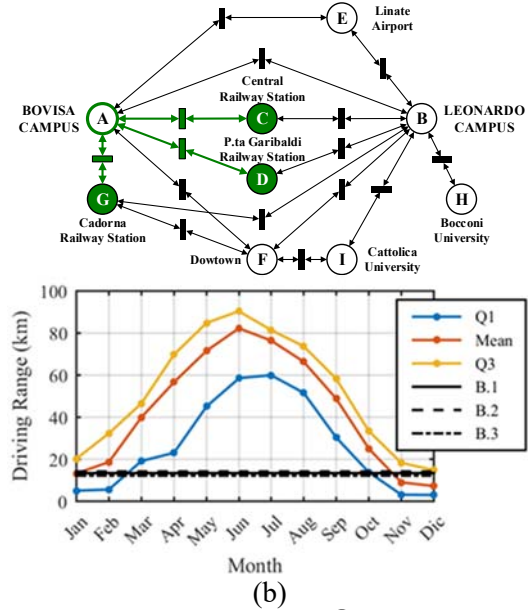 E
Linate
Airport
Central
Railway Station
BOVISA
CAMPUS
A
C
B
LEONARDO
CAMPUS
P.ta Garibaldi
Railway Station
D
G
Cadorna
Railway Station
H
Bocconi
University
Dowtown
F
I
Cattolica
University
Driving Range (km)
100
80
60
40
20
0
Q1
Mean
Q3
B.1
B.2
B.3
Jan
Feb
Mar
Apr
May
Jun
Jul
Aug
Sep
Oct
Nov
Dic
Month
(b)